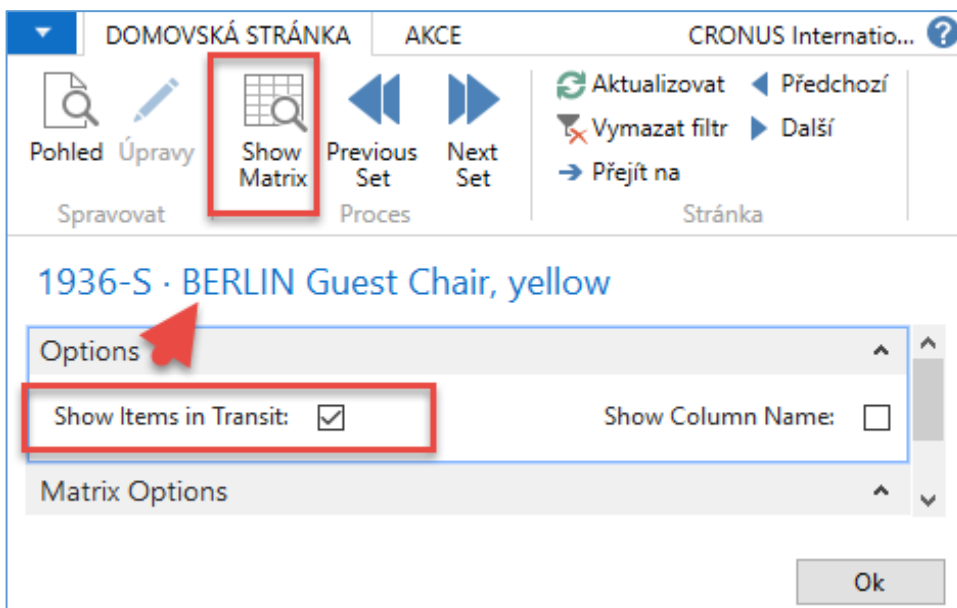 DOMOVSKÁ STRÁNKA AKCE CRONUS Internatio... ?
Pohled
Úpravy
Show
Matrix
Previous
Set
Next
Set
Aktualizovat
Vymazat filtr
Přejít na
Předchozí
Další
Spravovat
Proces
Stránka
1936-S · BERLIN Guest Chair, yellow
Options
Show Items in Transit:
Show Column Name:
Matrix Options
Ok